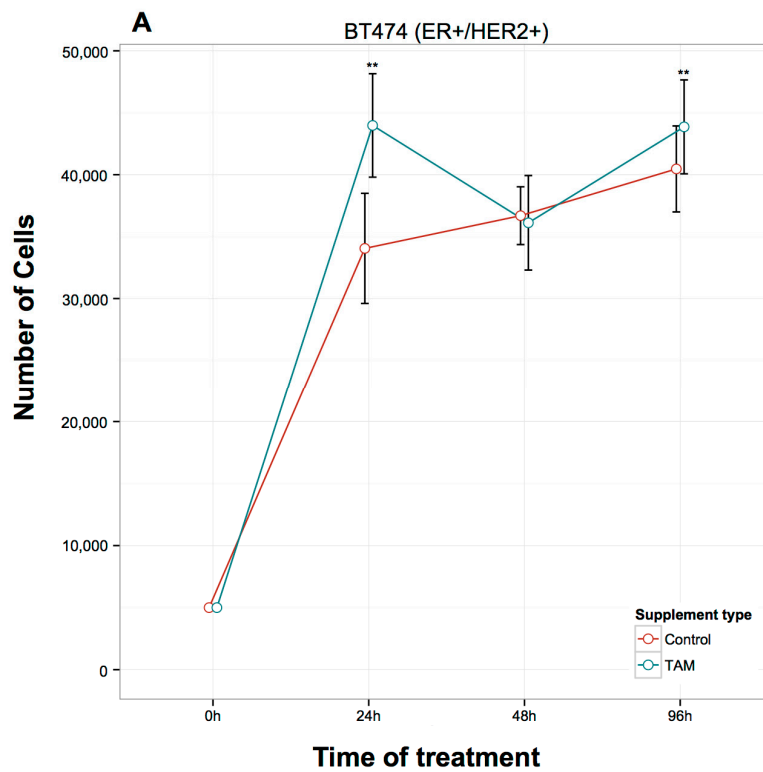 A
BT474 (ER+/HER2+)
50,000
**
**
40,000
30,000
20,000
10,000
0
Number of Cells
Supplement type
Control
TAM
0h
24h
48h
96h
Time of treatment